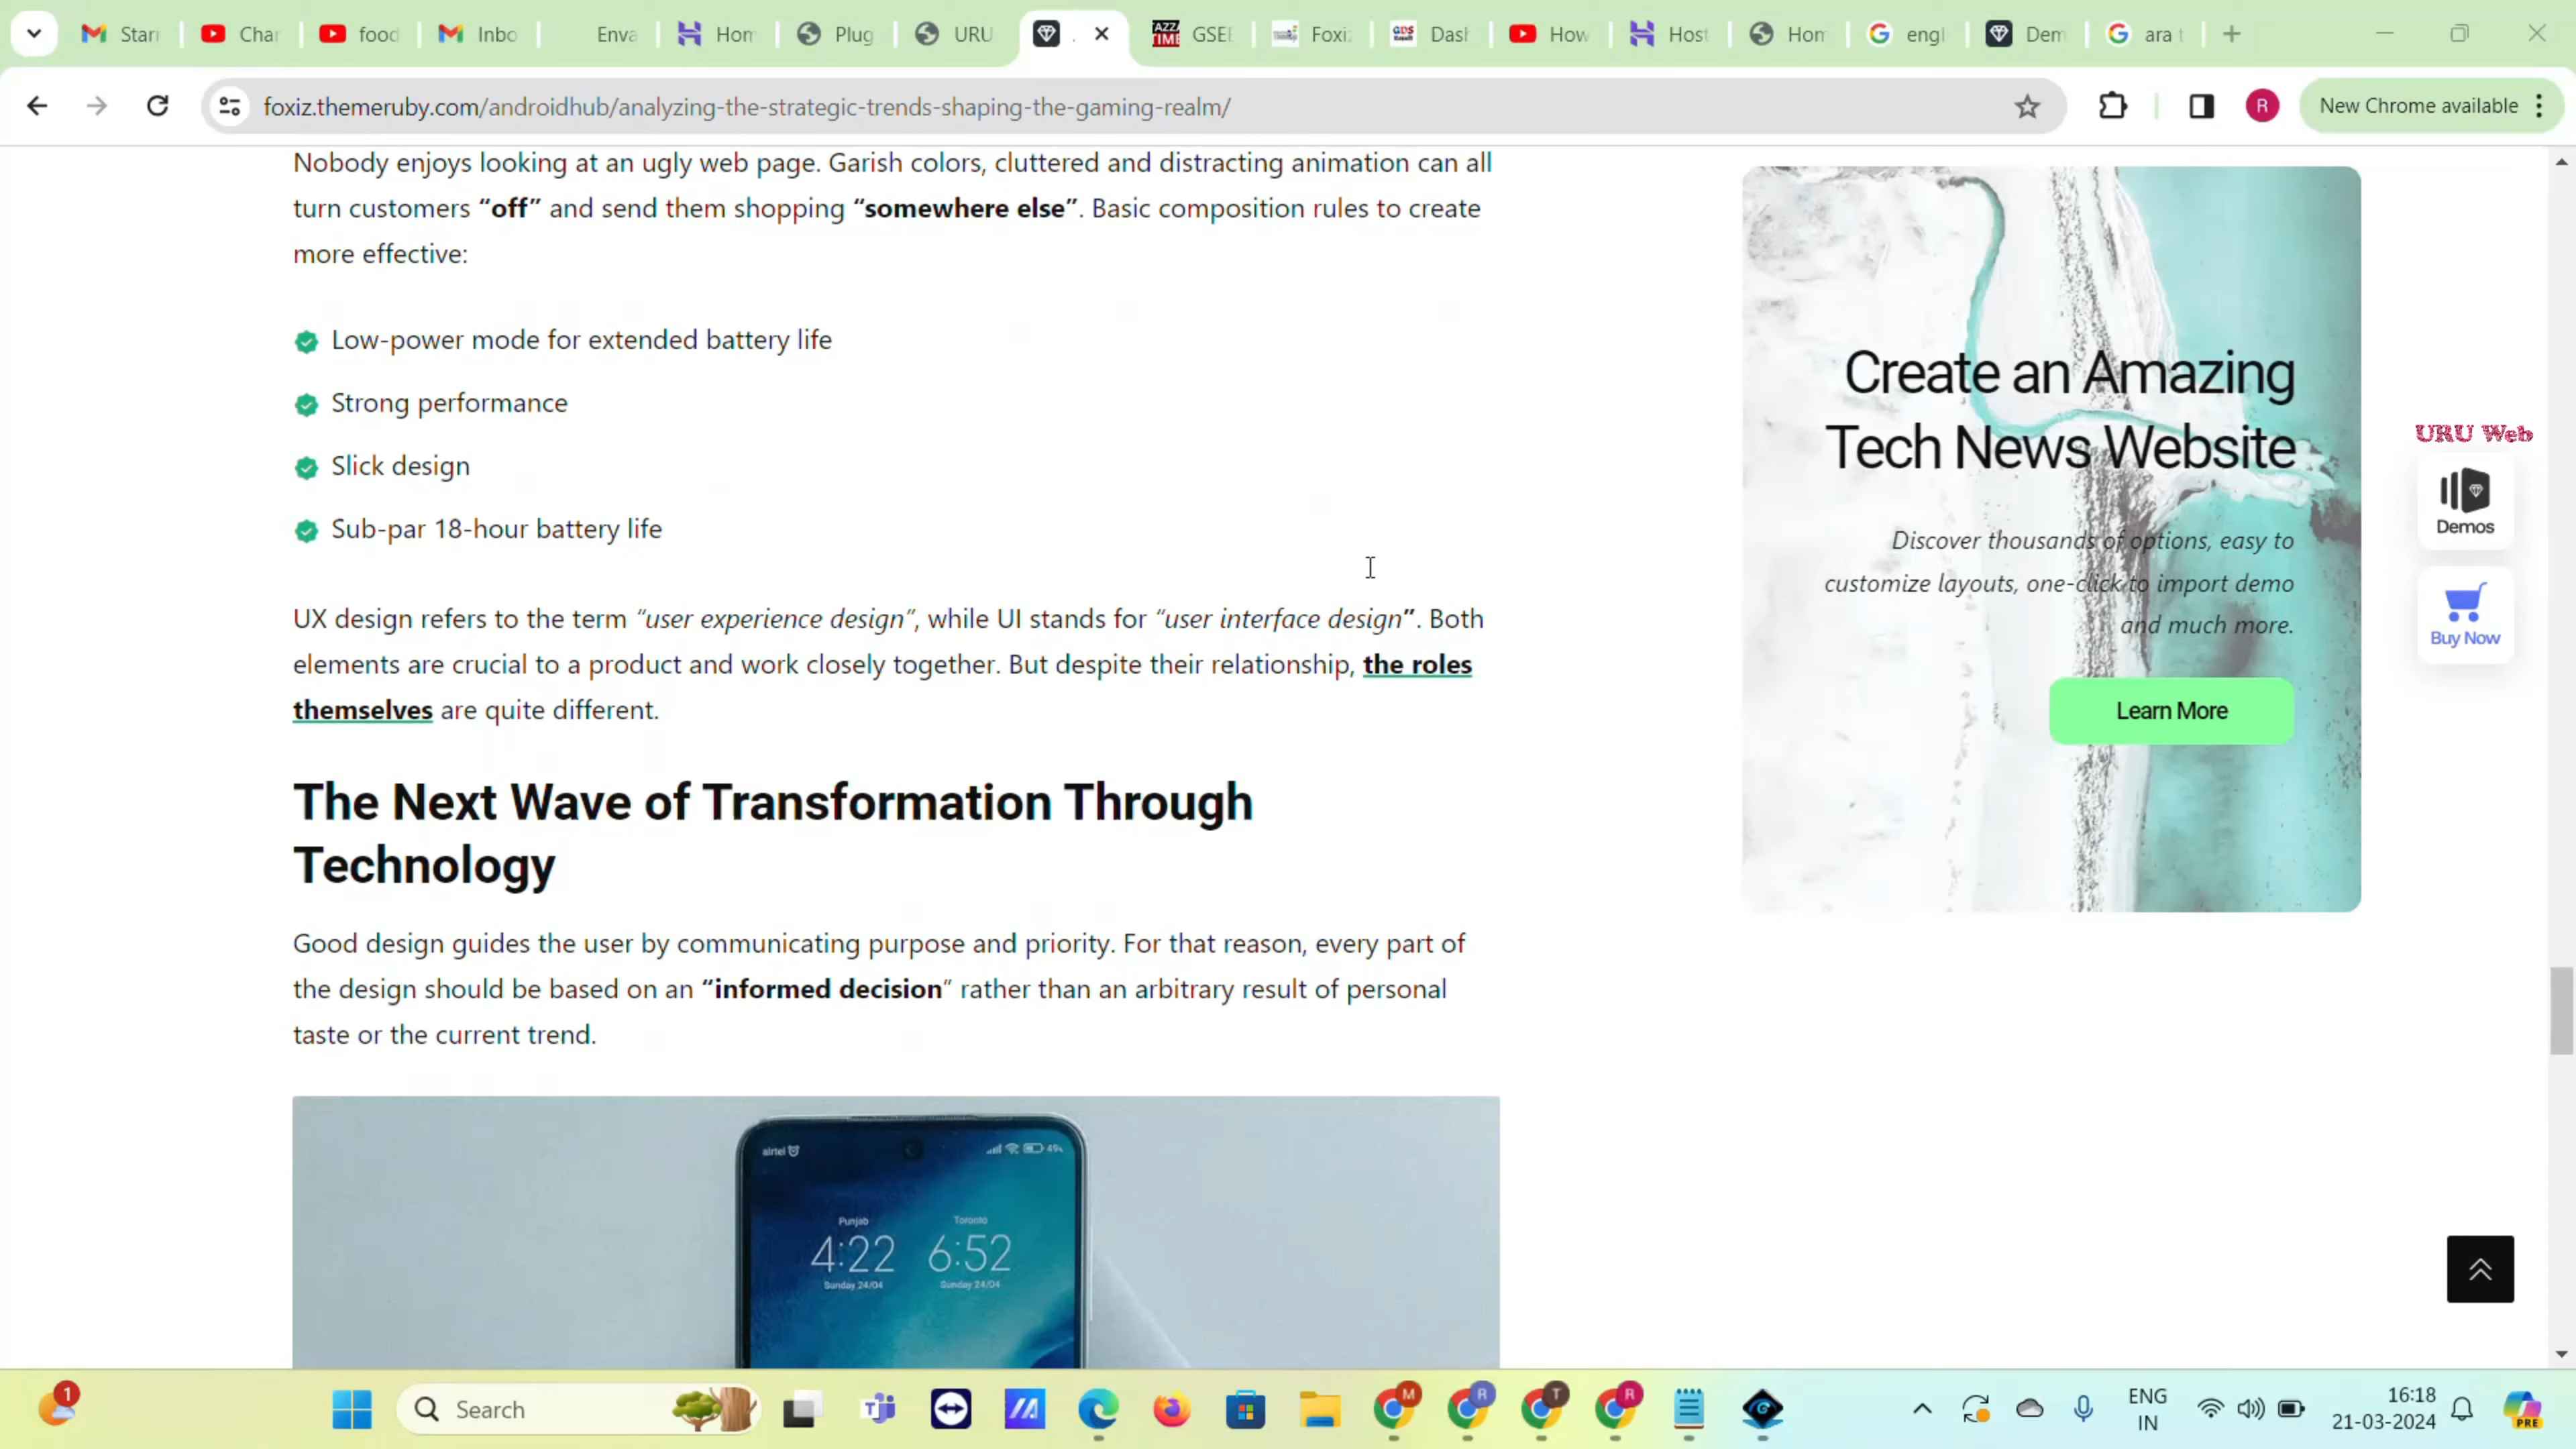 Starr
Char
food
Inbo
Enva
Hom
Plug
URU
GSEI
Foxi
Dash
How
Host
Hom
engl
Dem
ara t
foxiz.themeruby.com/androidhub/analyzing-the-strategic-trends-shaping-the-gaming-realm/
R
New Chrome available
Nobody enjoys looking at an ugly web page. Garish colors, cluttered and distracting animation can all
turn customers “off” and send them shopping “somewhere else”. Basic composition rules to create
more effective:
Low-power mode for extended battery life
Strong performance
Slick design
Sub-par 18-hour battery life
UX design refers to the term “user experience design”, while UI stands for “user interface design”. Both
elements are crucial to a product and work closely together. But despite their relationship, the roles
themselves are quite different.
The Next Wave of Transformation Through
Technology
Good design guides the user by communicating purpose and priority. For that reason, every part of
the design should be based on an “informed decision” rather than an arbitrary result of personal
taste or the current trend.
airtel
49%
Punjab
Toronto
4:22
6:52
Sunday 24/04
Sunday 24/04
Create an Amazing
Tech News Website
Discover thousands of options, easy to
customize layouts, one-click to import demo
and much more.
Learn More
URU Web
Demos
Buy Now
1
Search
M
R
T
R
ENG
IN
16:18
21-03-2024
PRE